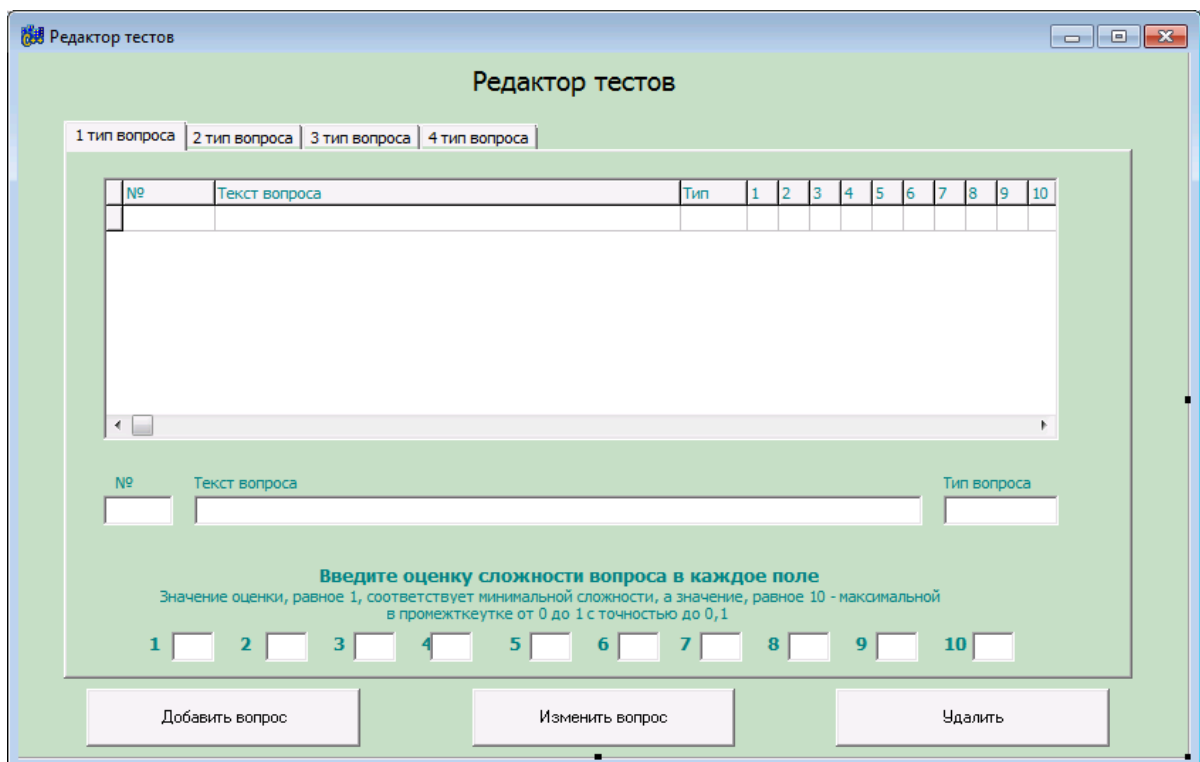 Редактор тестов
Редактор тестов
1 тип вопроса 2 тип вопроса 3 тип вопроса 4 тип вопроса
№ Текст вопроса Тип 1 2 3 4 5 6 7 8 9 10
№ Текст вопроса Тип вопроса
Введите оценку сложности вопроса в каждое поле
Значение оценки, равное 1, соответствует минимальной сложности, а значение, равное 10 - максимальной
в промежткеутке от 0 до 1 с точностью до 0,1
1 2 3 4 5 6 7 8 9 10
Добавить вопрос Изменить вопрос Удалить